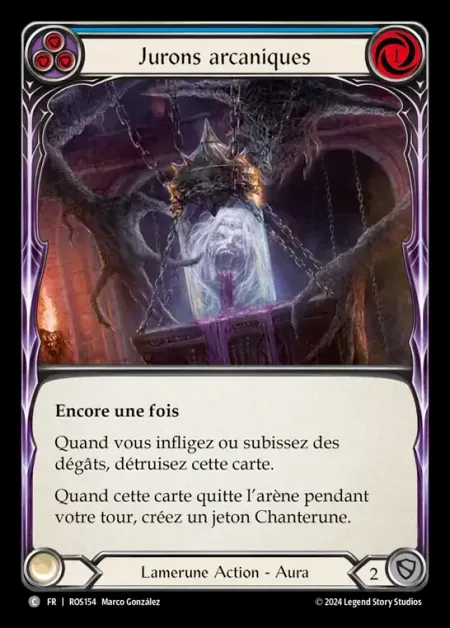 Jurons arcaniques
1
Encore une fois
Quand vous infligez ou subissez des
dégâts, détruisez cette carte.
Quand cette carte quitte l'arène pendant
votre tour, créez un jeton Chanterune.
Lamerune Action - Aura
2
C FR | ROS154 Marco González
© 2024 Legend Story Studios